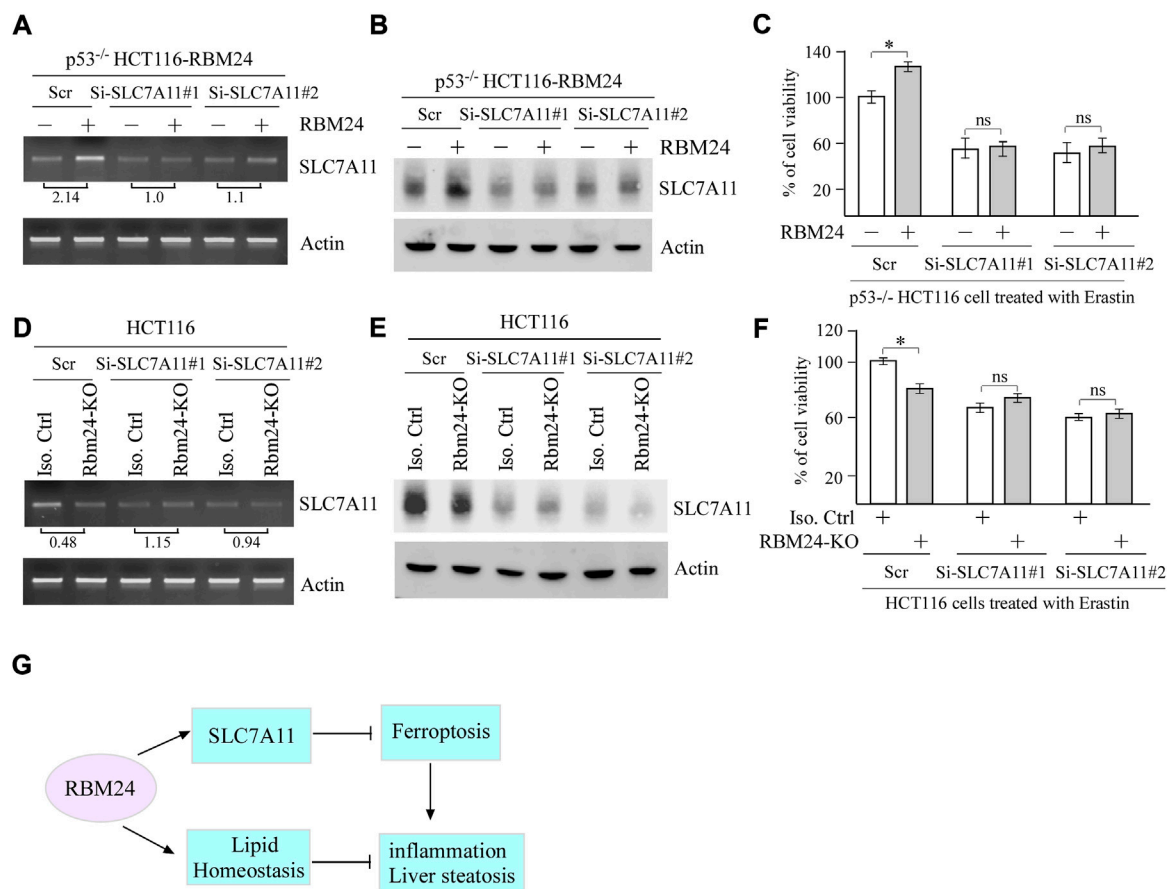 A
p53-/- HCT116-RBM24
Scr Si-SLC7A11#1 Si-SLC7A11#2
— + — + — + RBM24
SLC7A11
2.14 1.0 1.1
Actin
B
p53-/- HCT116-RBM24
Scr Si-SLC7A11#1 Si-SLC7A11#2
— + — + — + RBM24
SLC7A11
Actin
C
% of cell viability
140
100
60
20
* ns ns
RBM24 — + — + — +
Scr Si-SLC7A11#1 Si-SLC7A11#2
p53-/- HCT116 cell treated with Erastin
D
HCT116
Scr Si-SLC7A11#1 Si-SLC7A11#2
Iso. Ctrl Rbm24-KO Iso. Ctrl Rbm24-KO Iso. Ctrl Rbm24-KO
SLC7A11
0.48 1.15 0.94
Actin
E
HCT116
Scr Si-SLC7A11#1 Si-SLC7A11#2
Iso. Ctrl Rbm24-KO Iso. Ctrl Rbm24-KO Iso. Ctrl Rbm24-KO
SLC7A11
Actin
F
% of cell viability
120
100
60
0
* ns ns
Iso. Ctrl + + +
RBM24-KO + + +
Scr Si-SLC7A11#1 Si-SLC7A11#2
HCT116 cells treated with Erastin
G
RBM24
SLC7A11
Ferroptosis
Lipid
Homeostasis
inflammation
Liver steatosis